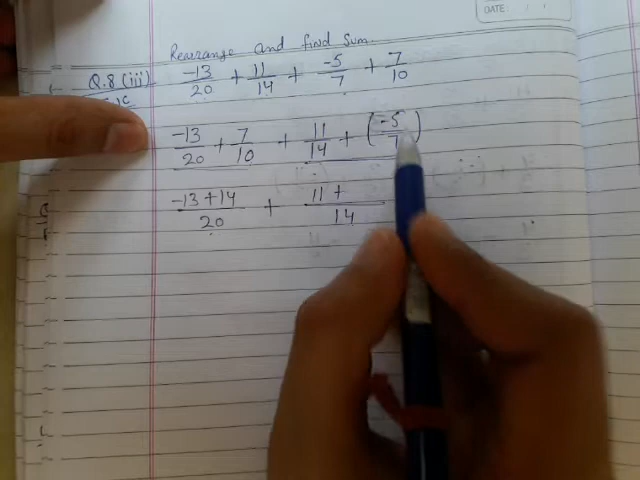 DATE:
Rearrange and find sum
Q.8 (iii) -13/20 + 11/14 + -5/7 + 7/10
-13/20 + 7/10 + 11/14 + (-5/7)
-13+14/20 + 11+/14